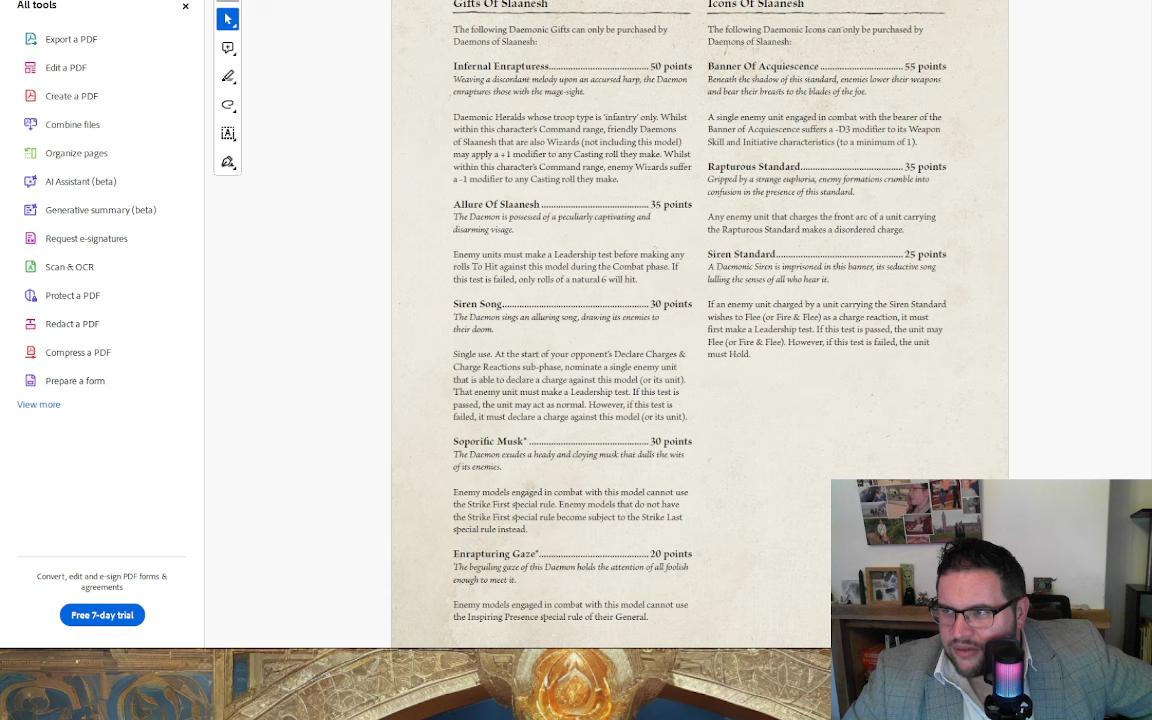 All tools
Export a PDF
Edit a PDF
Create a PDF
Combine files
Organize pages
AI Assistant (beta)
Generative summary (beta)
Request e-signatures
Scan & OCR
Protect a PDF
Redact a PDF
Compress a PDF
Prepare a form
View more
Convert, edit and e-sign PDF forms &
agreements
Free 7-day trial
Gifts Of Slaanesh
The following Daemonic Gifts can only be purchased by
Daemons of Slaanesh:
Infernal Enrapturess.................................. 50 points
Weaving a discordant melody upon an accursed harp, the Daemon
enraptures those with the mage-sight.
Daemonic Heralds whose troop type is 'infantry' only. Whilst
within this character's Command range, friendly Daemons
of Slaanesh that are also Wizards (not including this model)
may apply a +1 modifier to any Casting roll they make. Whilst
within this character's Command range, enemy Wizards suffer
a -1 modifier to any Casting roll they make.
Allure Of Slaanesh .................................... 35 points
The Daemon is possessed of a peculiarly captivating and
disarming visage.
Enemy units must make a Leadership test before making any
rolls To Hit against this model during the Combat phase. If
this test is failed, only rolls of a natural 6 will hit.
Siren Song.................................................. 30 points
The Daemon sings an alluring song, drawing its enemies to
their doom.
Single use. At the start of your opponent's Declare Charges &
Charge Reactions sub-phase, nominate a single enemy unit
that is able to declare a charge against this model (or its unit).
That enemy unit must make a Leadership test. If this test is
passed, the unit may act as normal. However, if this test is
failed, it must declare a charge against this model (or its unit).
Soporific Musk* ......................................... 30 points
The Daemon exudes a heady and cloying musk that dulls the wits
of its enemies.
Enemy models engaged in combat with this model cannot use
the Strike First special rule. Enemy models that do not have
the Strike First special rule become subject to the Strike Last
special rule instead.
Enrapturing Gaze*..................................... 20 points
The beguiling gaze of this Daemon holds the attention of all foolish
enough to meet it.
Enemy models engaged in combat with this model cannot use
the Inspiring Presence special rule of their General.
Icons Of Slaanesh
The following Daemonic Icons can only be purchased by
Daemons of Slaanesh:
Banner Of Acquiescence ............................ 55 points
Beneath the shadow of this standard, enemies lower their weapons
and bear their breasts to the blades of the foe.
A single enemy unit engaged in combat with the bearer of the
Banner of Acquiescence suffers a -D3 modifier to its Weapon
Skill and Initiative characteristics (to a minimum of 1).
Rapturous Standard.................................. 35 points
Gripped by a strange euphoria, enemy formations crumble into
confusion in the presence of this standard.
Any enemy unit that charges the front arc of a unit carrying
the Rapturous Standard makes a disordered charge.
Siren Standard........................................... 25 points
A Daemonic Siren is imprisoned in this banner, its seductive song
lulling the senses of all who hear it.
If an enemy unit charged by a unit carrying the Siren Standard
wishes to Flee (or Fire & Flee) as a charge reaction, it must
first make a Leadership test. If this test is passed, the unit may
Flee (or Fire & Flee). However, if this test is failed, the unit
must Hold.